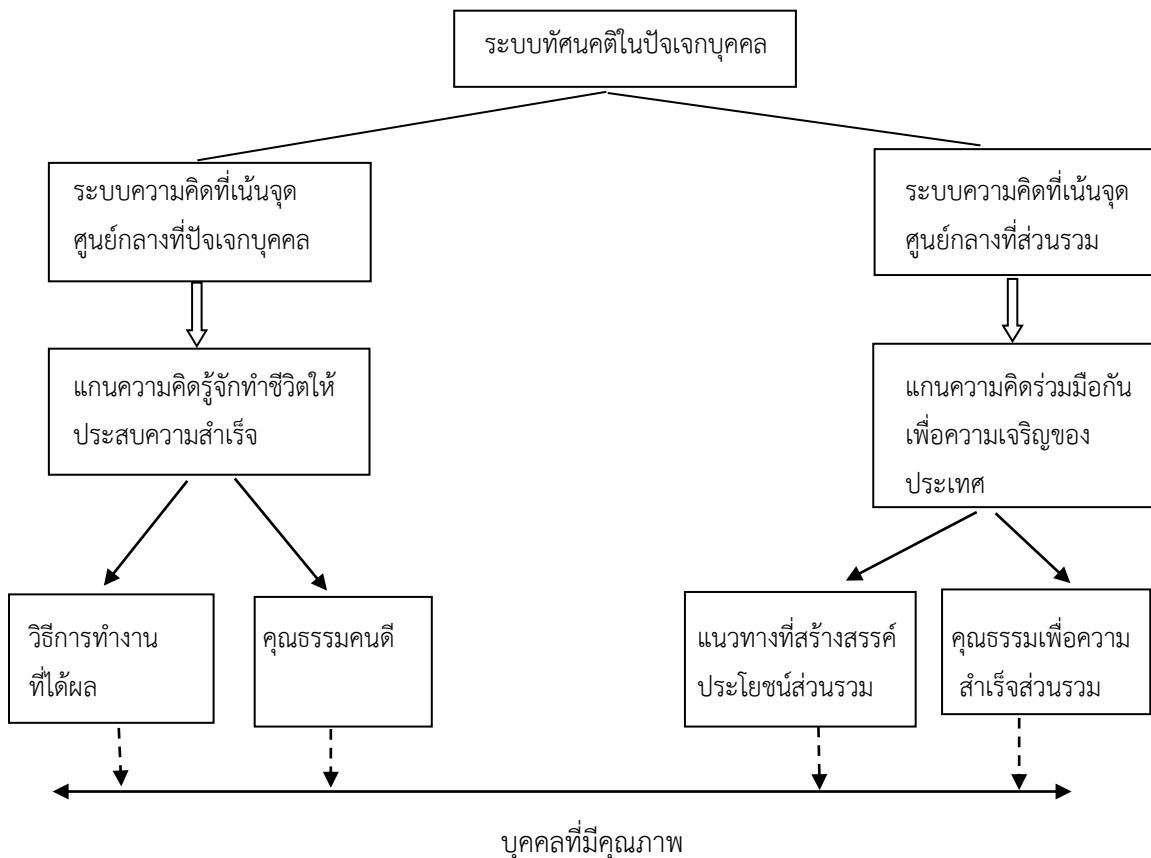 ระบบทัศนคติในปัจเจกบุคคล
ระบบความคิดที่เน้นจุด
ศูนย์กลางที่ปัจเจกบุคคล
ระบบความคิดที่เน้นจุด
ศูนย์กลางที่ส่วนรวม
แกนความคิดรู้จักทำชีวิตให้
ประสบความสำเร็จ
แกนความคิดร่วมมือกัน
เพื่อความเจริญของ
ประเทศ
วิธีการทำงาน
ที่ได้ผล
คุณธรรมคนดี
แนวทางที่สร้างสรรค์
ประโยชน์ส่วนรวม
คุณธรรมเพื่อความ
สำเร็จส่วนรวม
บุคคลที่มีคุณภาพ